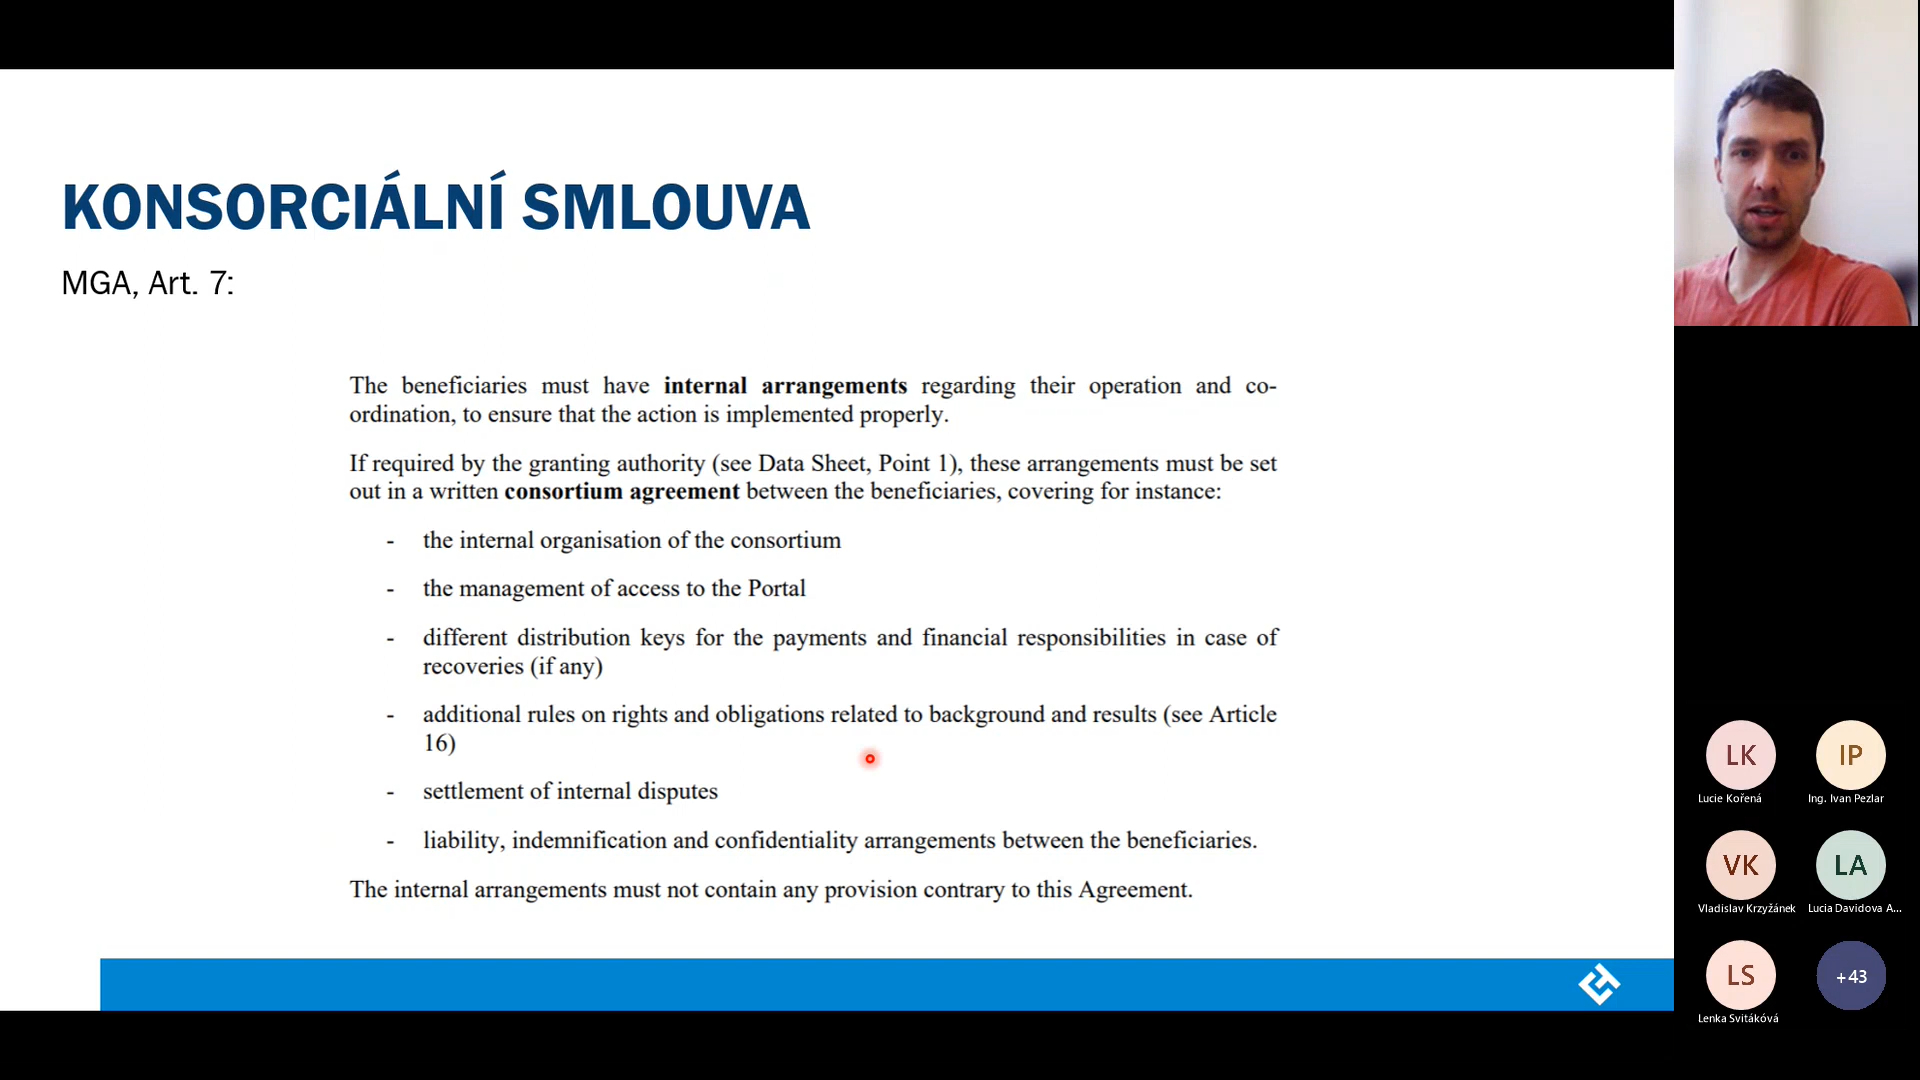 KONSORCIÁLNÍ SMLOUVA
MGA, Art. 7:
The beneficiaries must have internal arrangements regarding their operation and co-
ordination, to ensure that the action is implemented properly.
If required by the granting authority (see Data Sheet, Point 1), these arrangements must be set
out in a written consortium agreement between the beneficiaries, covering for instance:
- the internal organisation of the consortium
- the management of access to the Portal
- different distribution keys for the payments and financial responsibilities in case of
recoveries (if any)
- additional rules on rights and obligations related to background and results (see Article
16)
- settlement of internal disputes
- liability, indemnification and confidentiality arrangements between the beneficiaries.
The internal arrangements must not contain any provision contrary to this Agreement.
LK
Lucie Kořená
IP
Ing. Ivan Pezlar
VK
Vladislav Krzyžánek
LA
Lucia Davidova A...
LS
Lenka Svitáková
+43